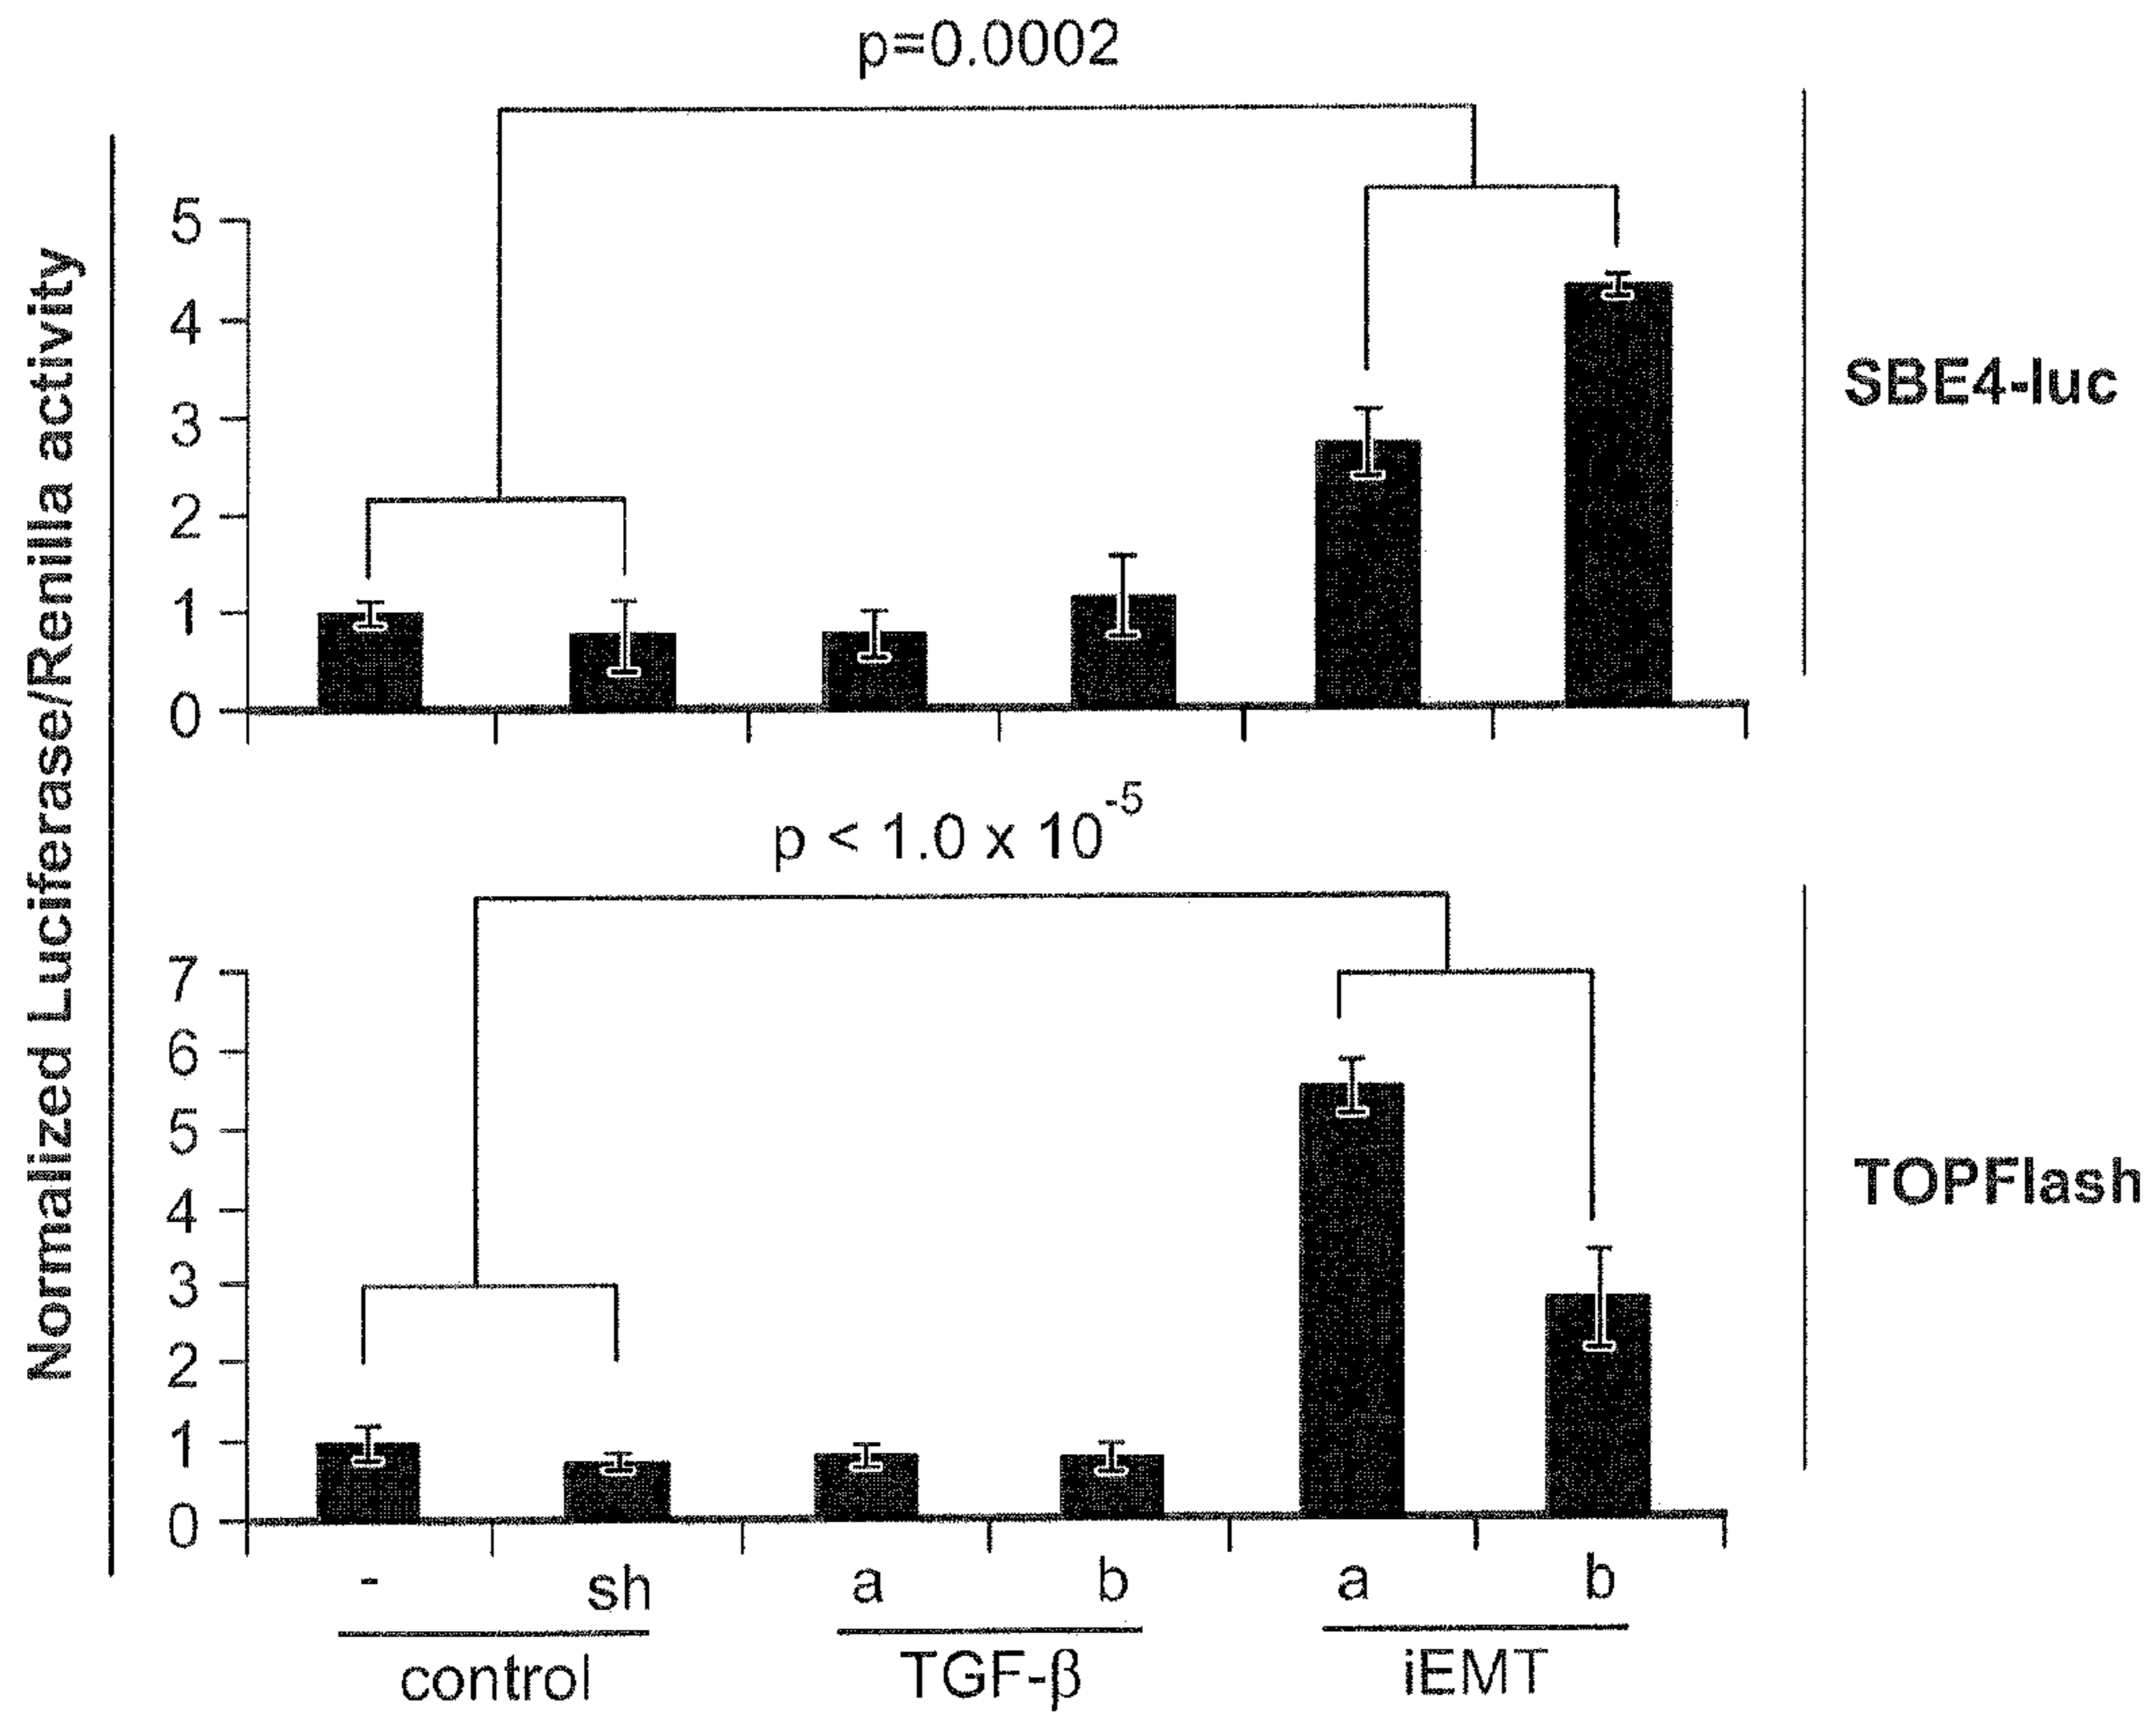 p=0.0002
Normalized Luciferase/Renilla activity
5
4
3
2
1
0
SBE4-luc
p < 1.0 x 10⁻⁵
7
6
5
4
3
2
1
0
TOPFlash
- sh a b a b
control TGF-β iEMT